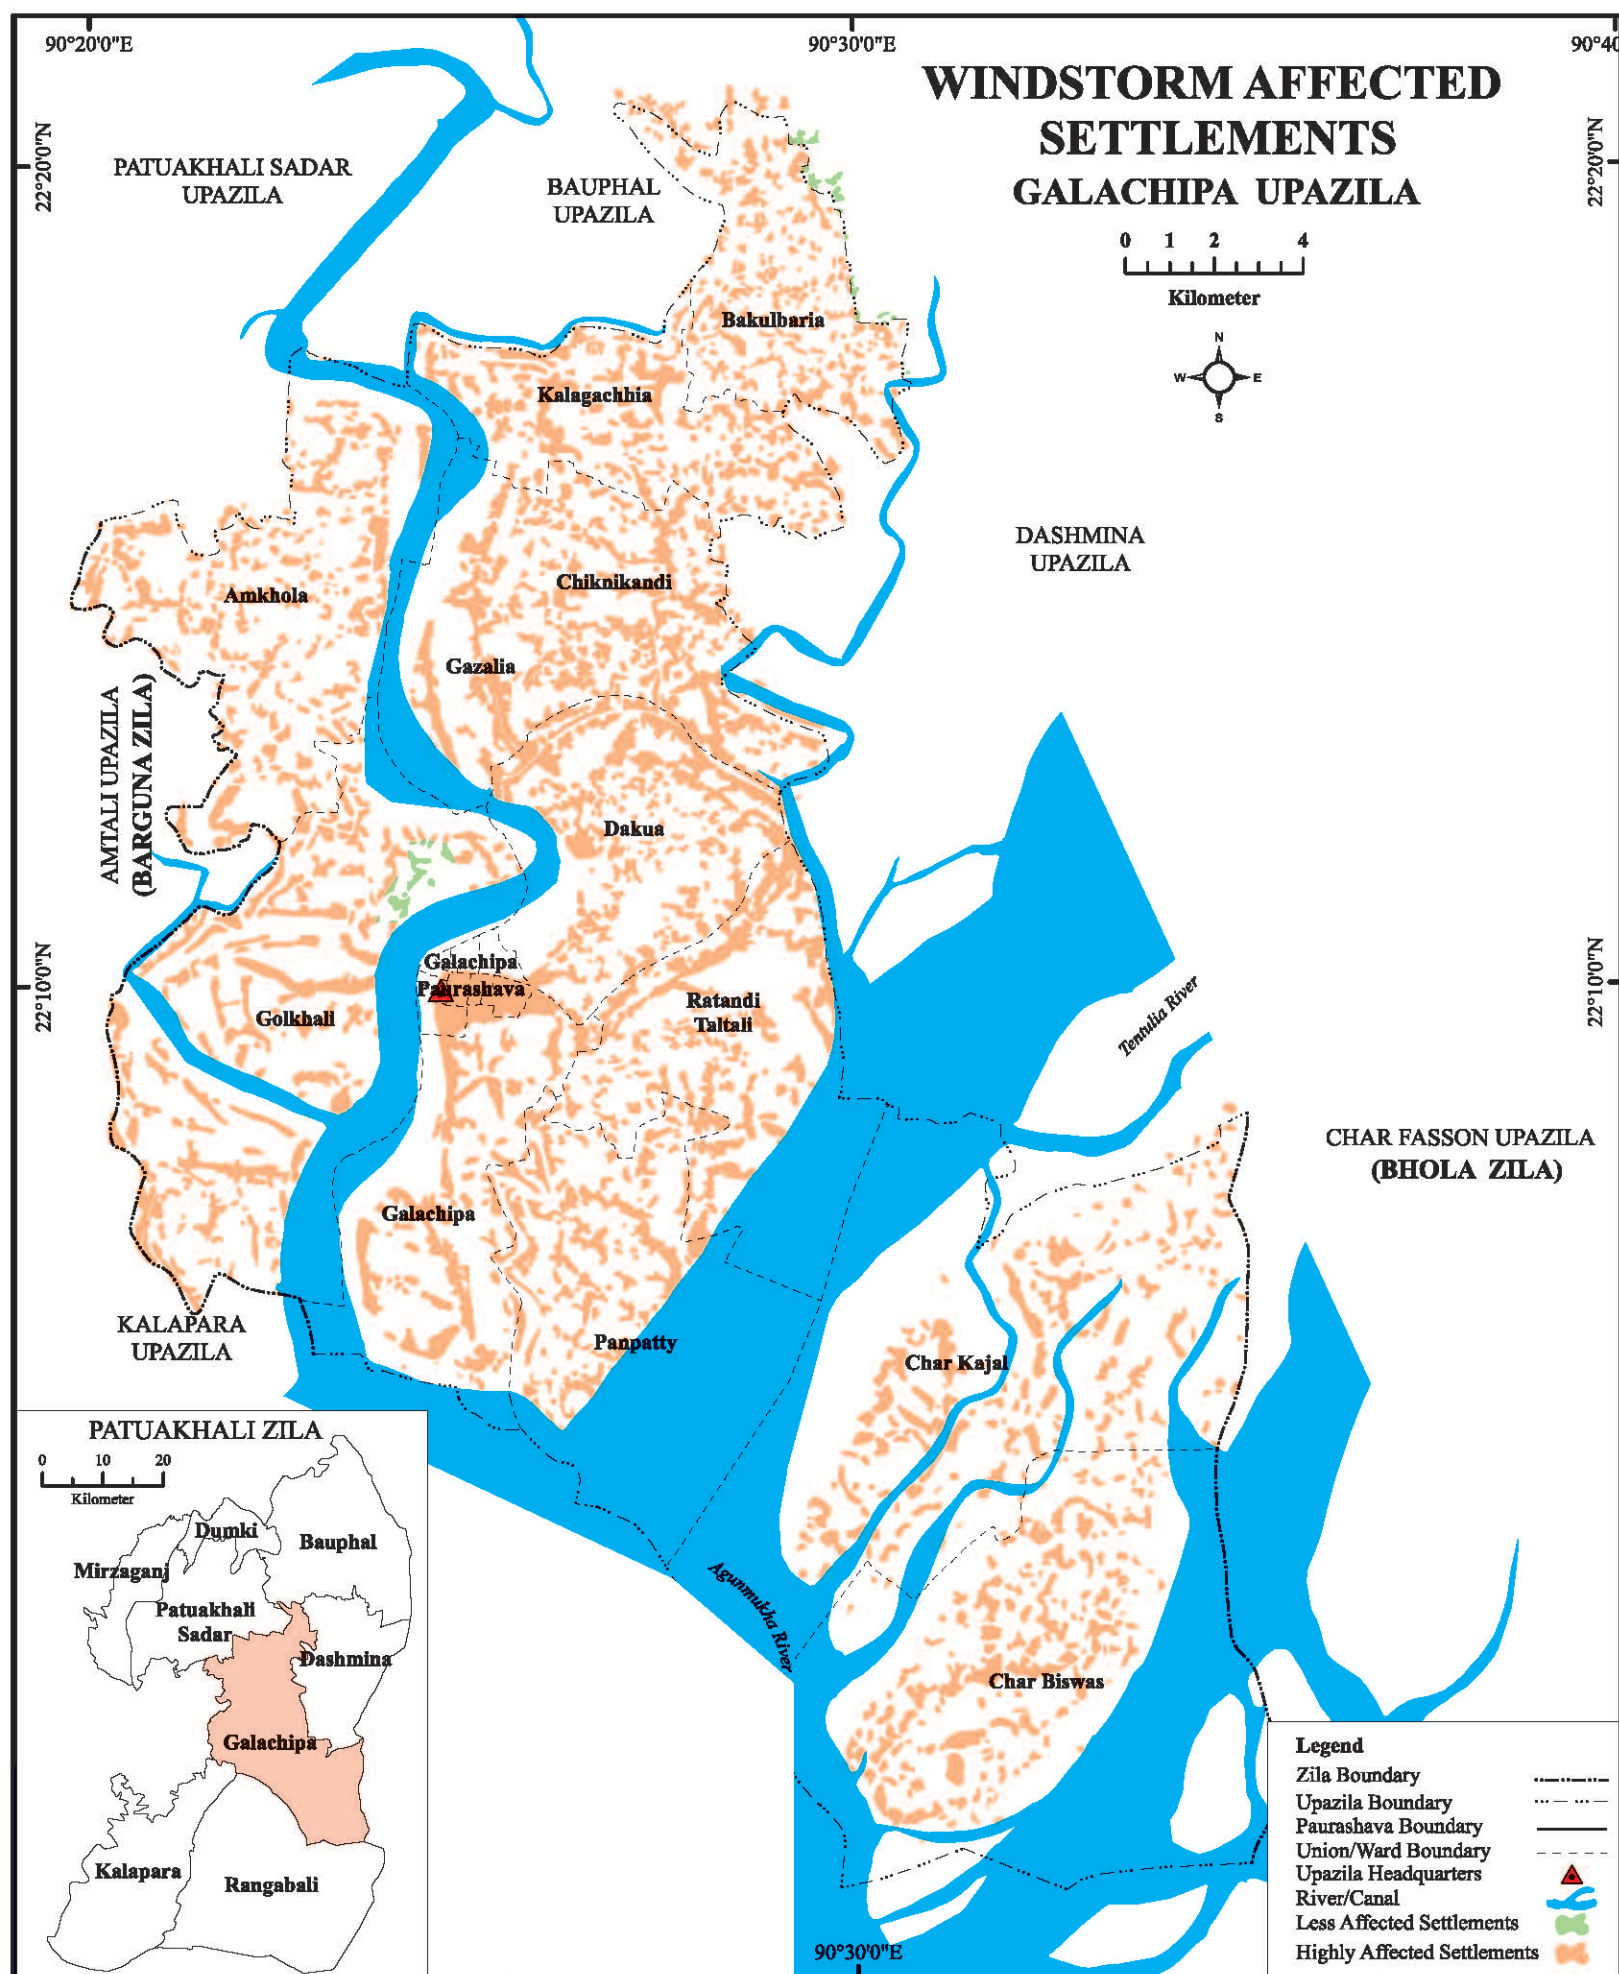 90°20'0"E
90°30'0"E
90°40
WINDSTORM AFFECTED
SETTLEMENTS
GALACHIPA UPAZILA
22°20'0"N
22°20'0"N
PATUAKHALI SADAR
UPAZILA
BAUPHAL
UPAZILA
0 1 2 4
Kilometer
N
W E
S
Bakulbaria
Kalagachhia
DASHMINA
UPAZILA
Amkhola
Chiknikandi
Gazalia
AMTALI UPAZILA
(BARGUNA ZILA)
Dakua
22°10'0"N
22°10'0"N
Galachipa
Paurashava
Golkhali
Ratandi
Taltali
Tentulia River
CHAR FASSON UPAZILA
(BHOLA ZILA)
Galachipa
KALAPARA
UPAZILA
Panpatty
Char Kajal
Agunmukha River
Char Biswas
PATUAKHALI ZILA
0 10 20
Kilometer
Dumki
Bauphal
Mirzaganj
Patuakhali
Sadar
Dashmina
Galachipa
Kalapara
Rangabali
90°30'0"E
Legend
Zila Boundary
Upazila Boundary
Paurashava Boundary
Union/Ward Boundary
Upazila Headquarters
River/Canal
Less Affected Settlements
Highly Affected Settlements